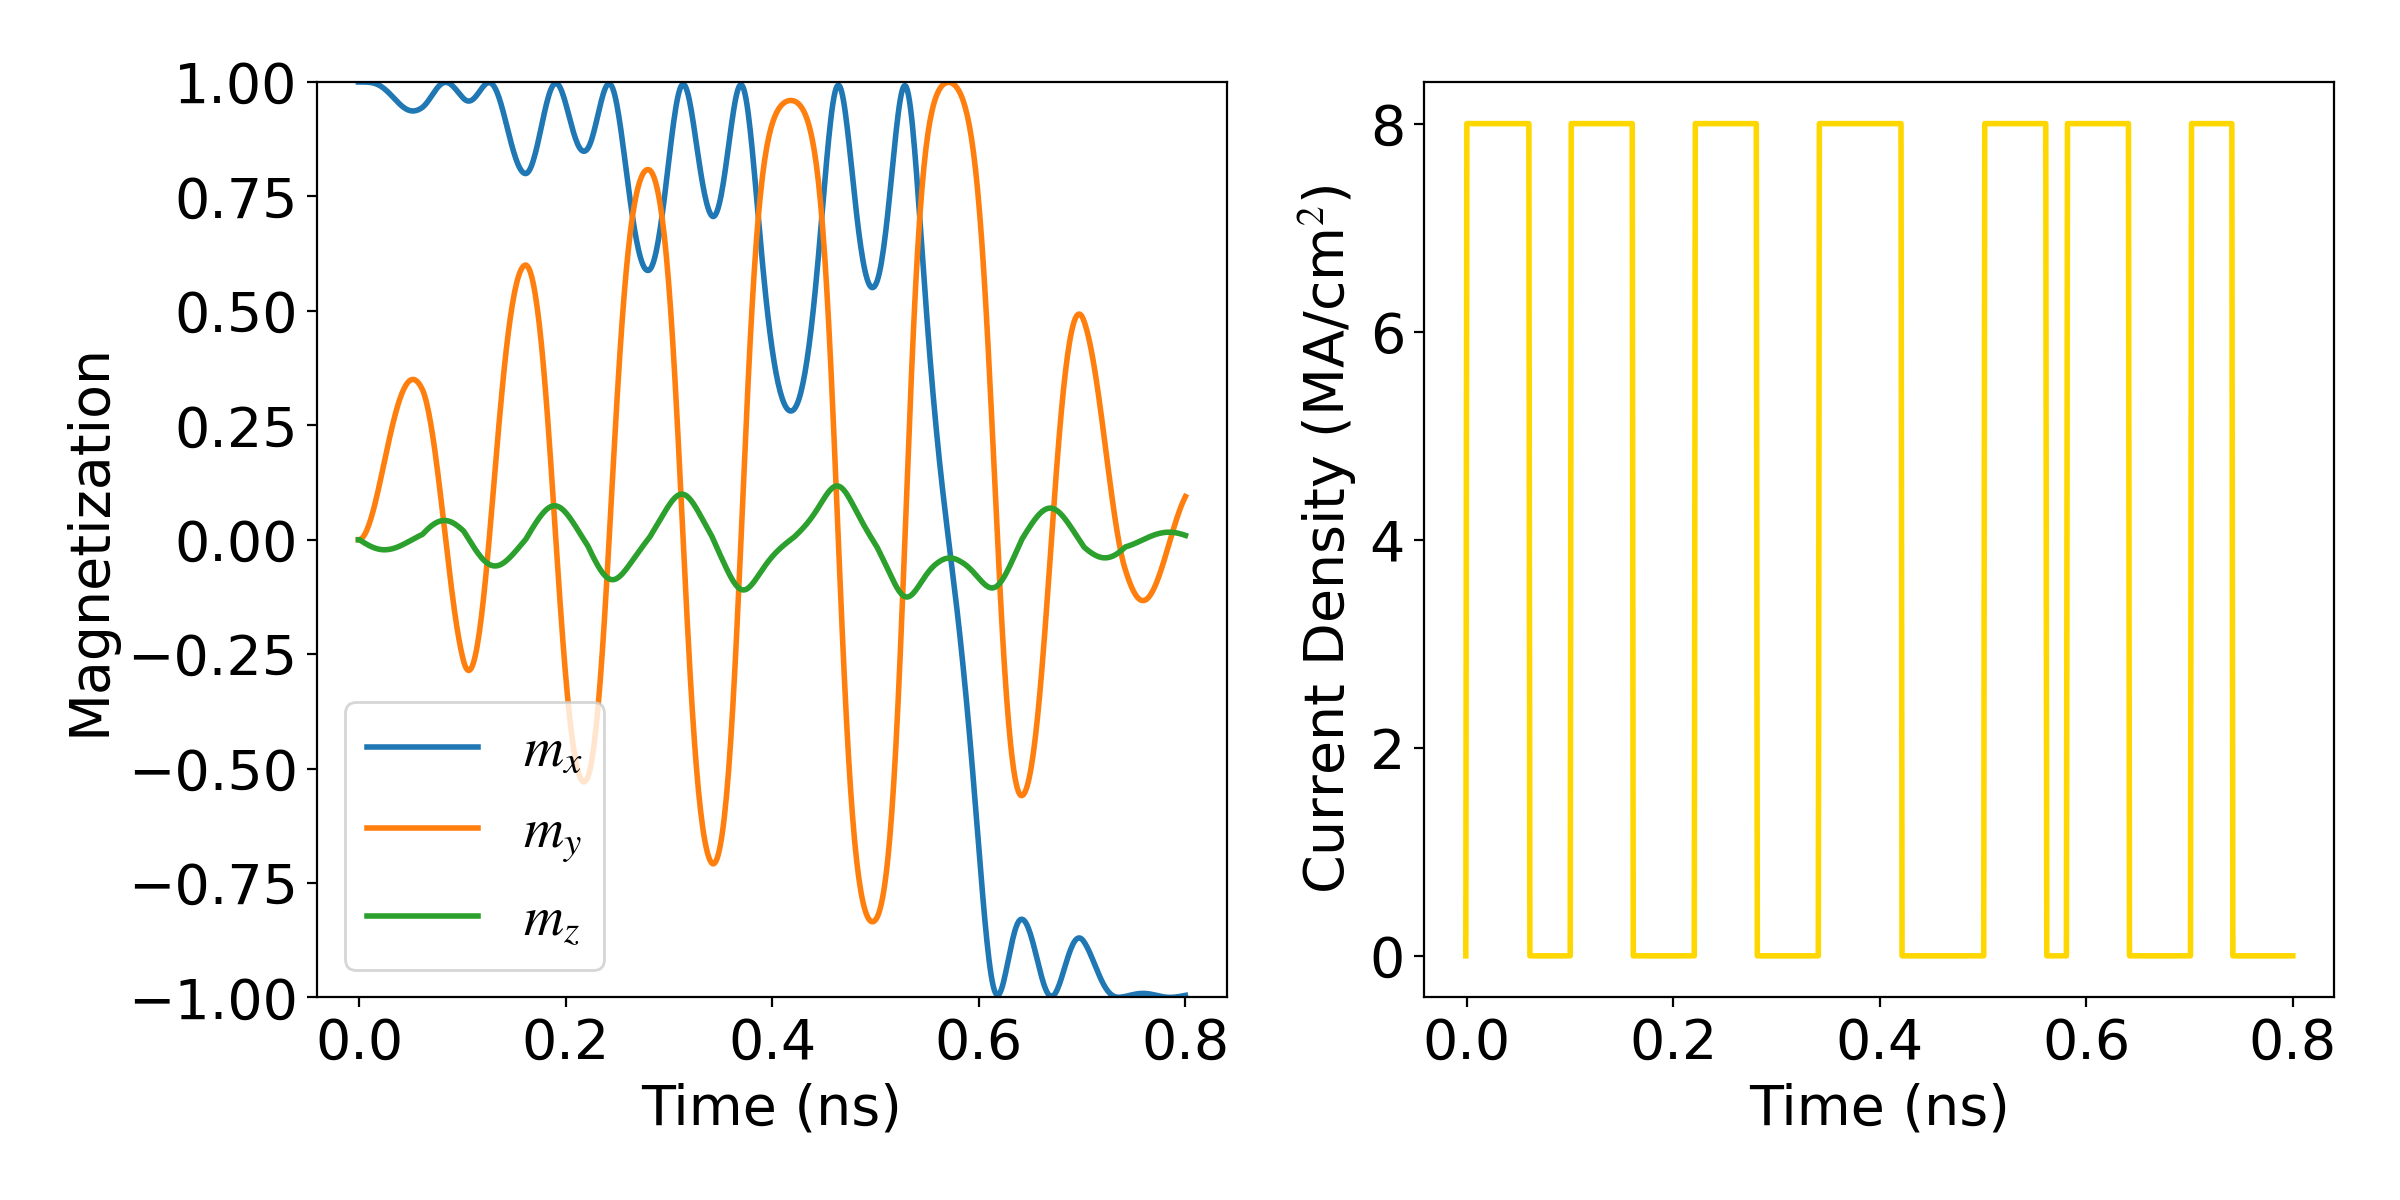 Magnetization
1.00
0.75
0.50
0.25
0.00
−0.25
−0.50
−0.75
−1.00
m_x
m_y
m_z
0.0 0.2 0.4 0.6 0.8
Time (ns)
Current Density (MA/cm²)
8
6
4
2
0
0.0 0.2 0.4 0.6 0.8
Time (ns)